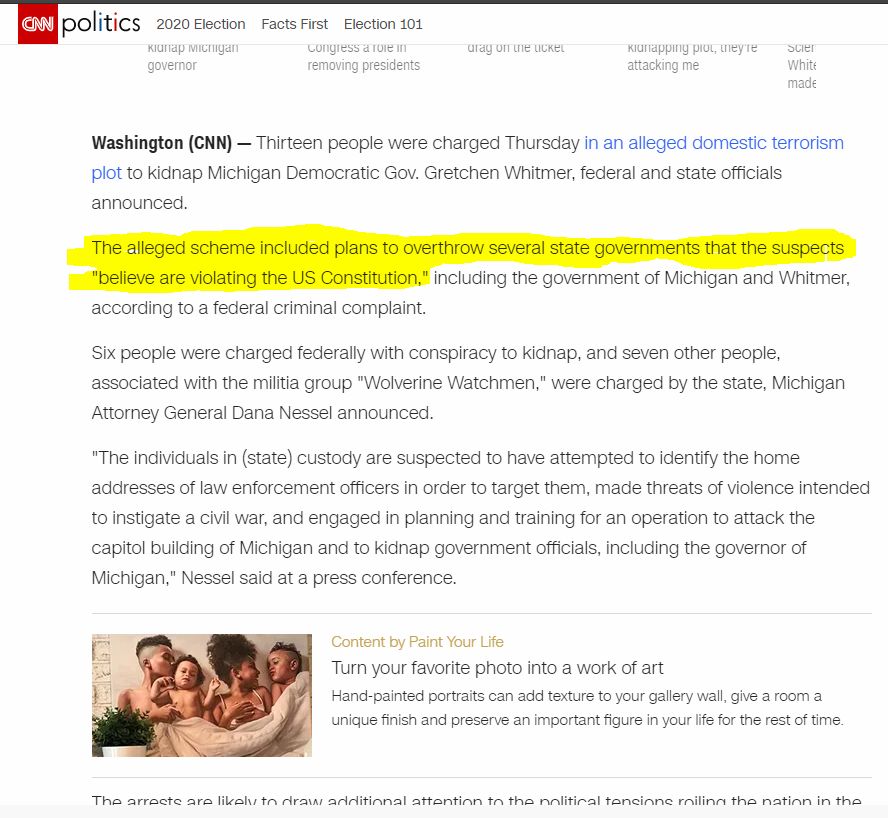 CNN politics 2020 Election Facts First Election 101
kidnap Michigan governor
Congress a role in removing presidents
drag on the ticket
kidnapping plot, they're attacking me
Washington (CNN) — Thirteen people were charged Thursday in an alleged domestic terrorism
plot to kidnap Michigan Democratic Gov. Gretchen Whitmer, federal and state officials
announced.
The alleged scheme included plans to overthrow several state governments that the suspects
"believe are violating the US Constitution," including the government of Michigan and Whitmer,
according to a federal criminal complaint.
Six people were charged federally with conspiracy to kidnap, and seven other people,
associated with the militia group "Wolverine Watchmen," were charged by the state, Michigan
Attorney General Dana Nessel announced.
"The individuals in (state) custody are suspected to have attempted to identify the home
addresses of law enforcement officers in order to target them, made threats of violence intended
to instigate a civil war, and engaged in planning and training for an operation to attack the
capitol building of Michigan and to kidnap government officials, including the governor of
Michigan," Nessel said at a press conference.
Content by Paint Your Life
Turn your favorite photo into a work of art
Hand-painted portraits can add texture to your gallery wall, give a room a
unique finish and preserve an important figure in your life for the rest of time.
The arrests are likely to draw additional attention to the political tensions roiling the nation in the